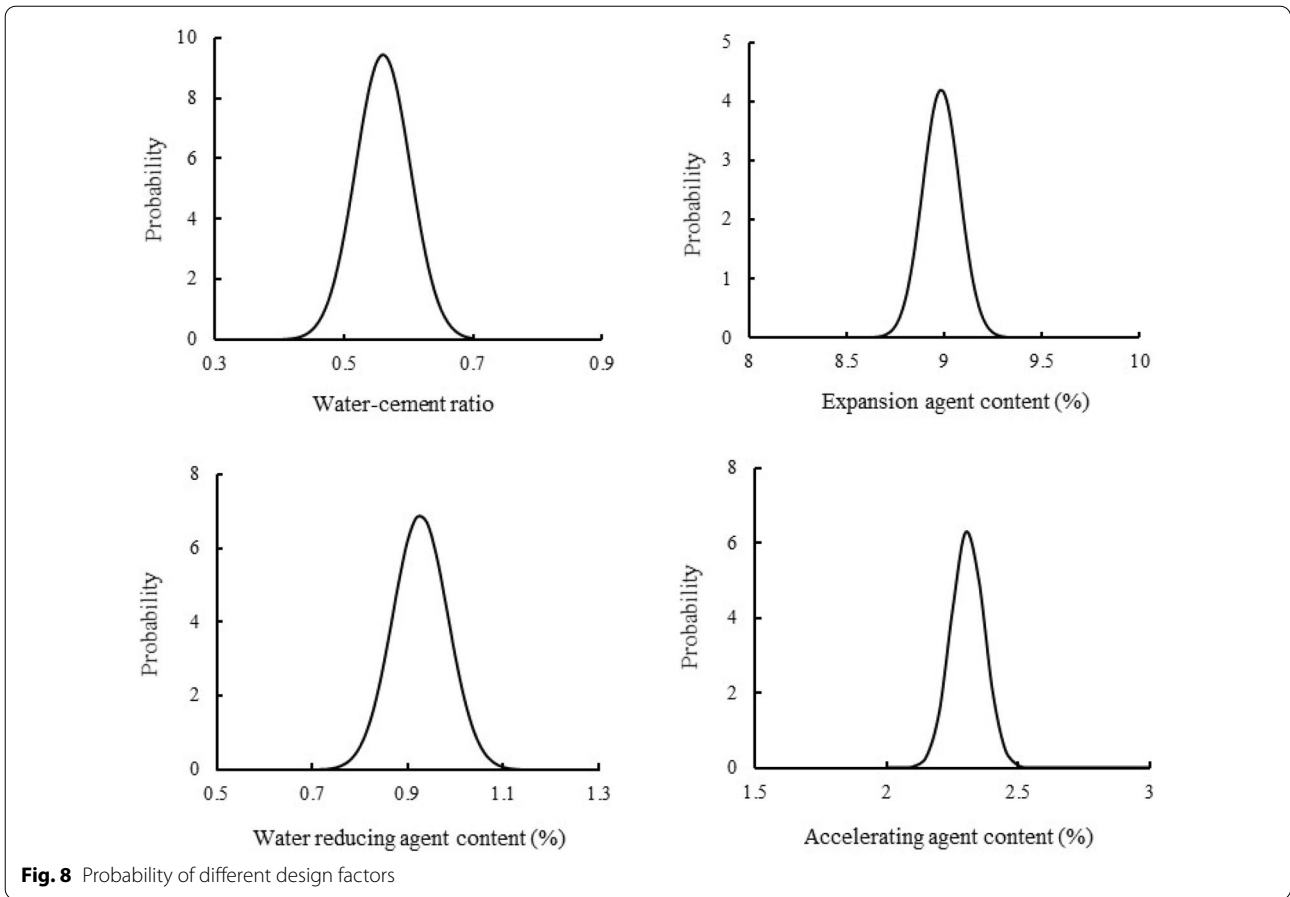 10
8
6
4
2
0
Probability
0.3 0.5 0.7 0.9
Water-cement ratio
5
4
3
2
1
0
Probability
8 8.5 9 9.5 10
Expansion agent content (%)
8
6
4
2
0
Probability
0.5 0.7 0.9 1.1 1.3
Water reducing agent content (%)
8
6
4
2
0
Probability
1.5 2 2.5 3
Accelerating agent content (%)
Fig. 8 Probability of different design factors